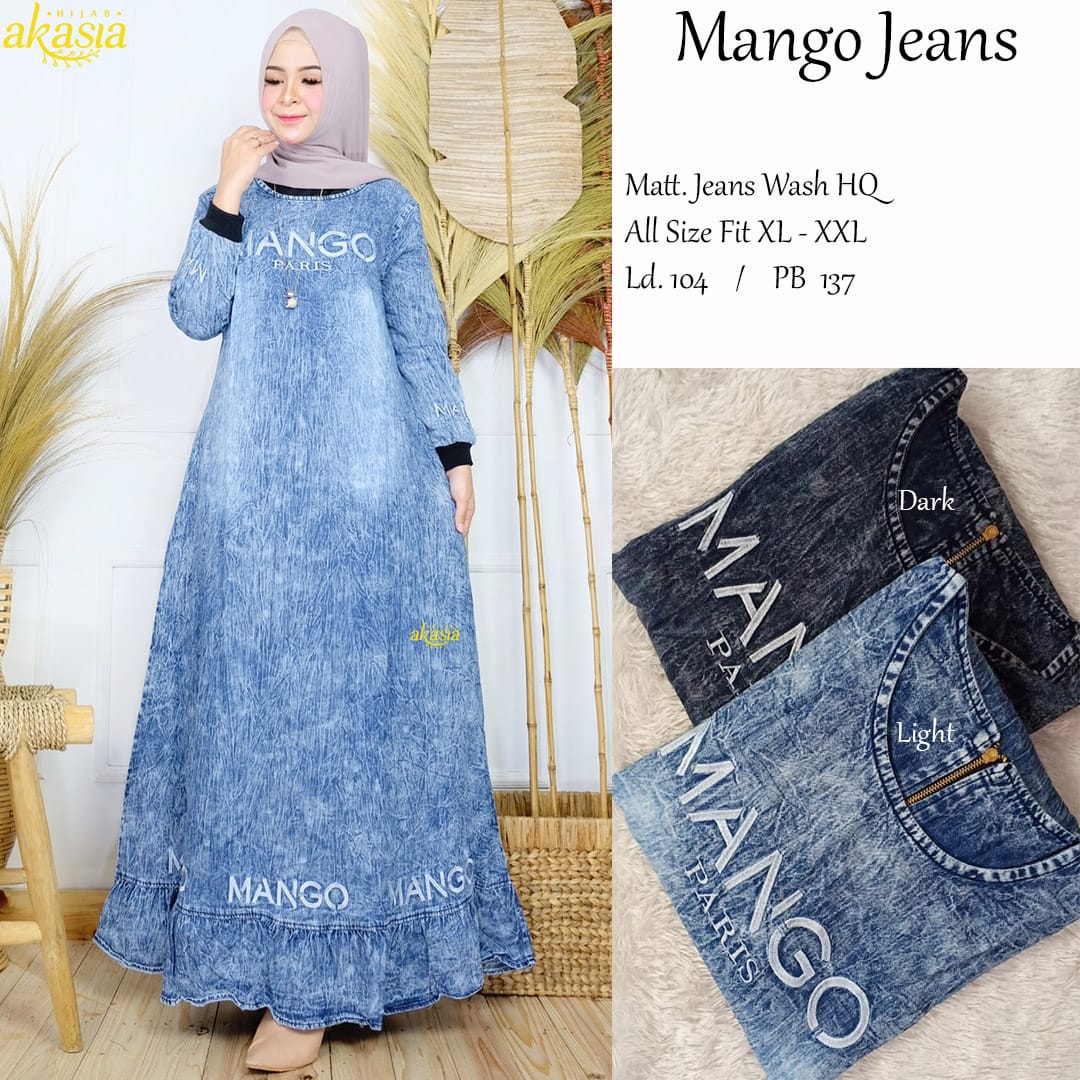 HIJAB
akasia
Mango Jeans
Matt. Jeans Wash HQ
All Size Fit XL - XXL
Ld. 104 / PB 137
MANGO
PARIS
MANGO
MANGO
HIJAB
akasia
Dark
MANGO
Light
MANGO
PARIS